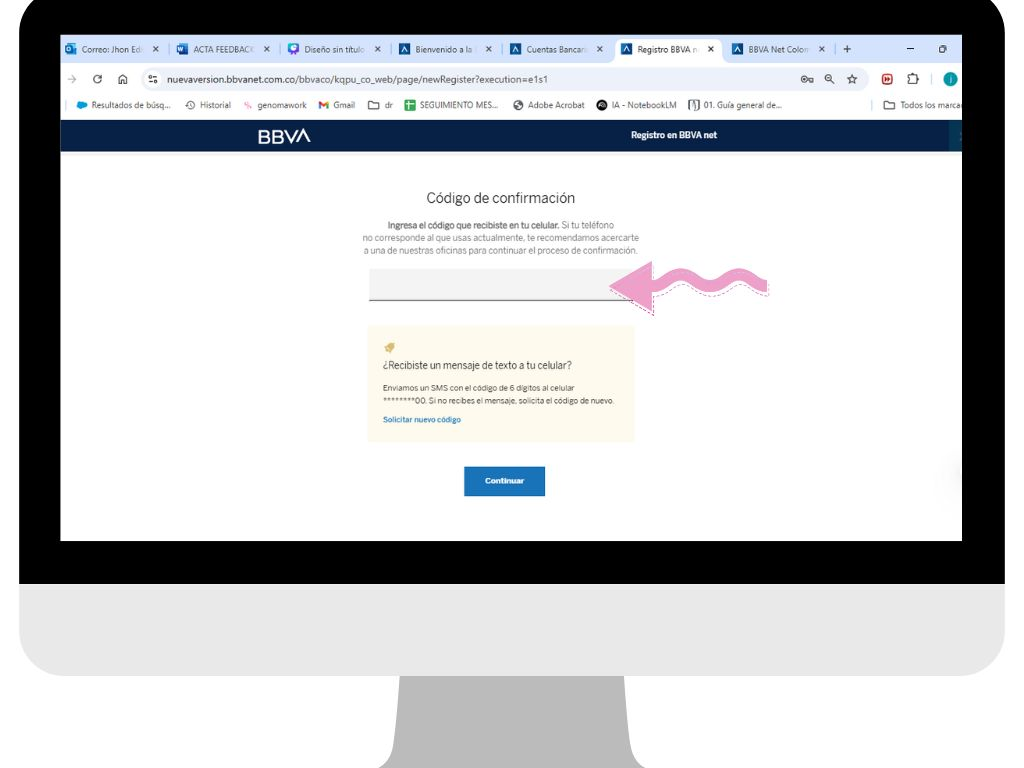 Correo: Jhon Ed
ACTA FEEDBACK
Diseño sin título
Bienvenido a la
Cuentas Bancari
Registro BBVA n
BBVA Net Colom
nuevaversion.bbvanet.com.co/bbvaco/kqpu_co_web/page/newRegister?execution=e1s1
Resultados de búsq...
Historial
genomawork
Gmail
dr
SEGUIMIENTO MES...
Adobe Acrobat
IA - NotebookLM
01. Guía general de...
Todos los marca
BBVA
Registro en BBVA net
Código de confirmación
Ingresa el código que recibiste en tu celular. Si tu teléfono
no corresponde al que usas actualmente, te recomendamos acercarte
a una de nuestras oficinas para continuar el proceso de confirmación.
¿Recibiste un mensaje de texto a tu celular?
Enviamos un SMS con el código de 6 dígitos al celular
********00. Si no recibes el mensaje, solicita el código de nuevo.
Solicitar nuevo código
Continuar